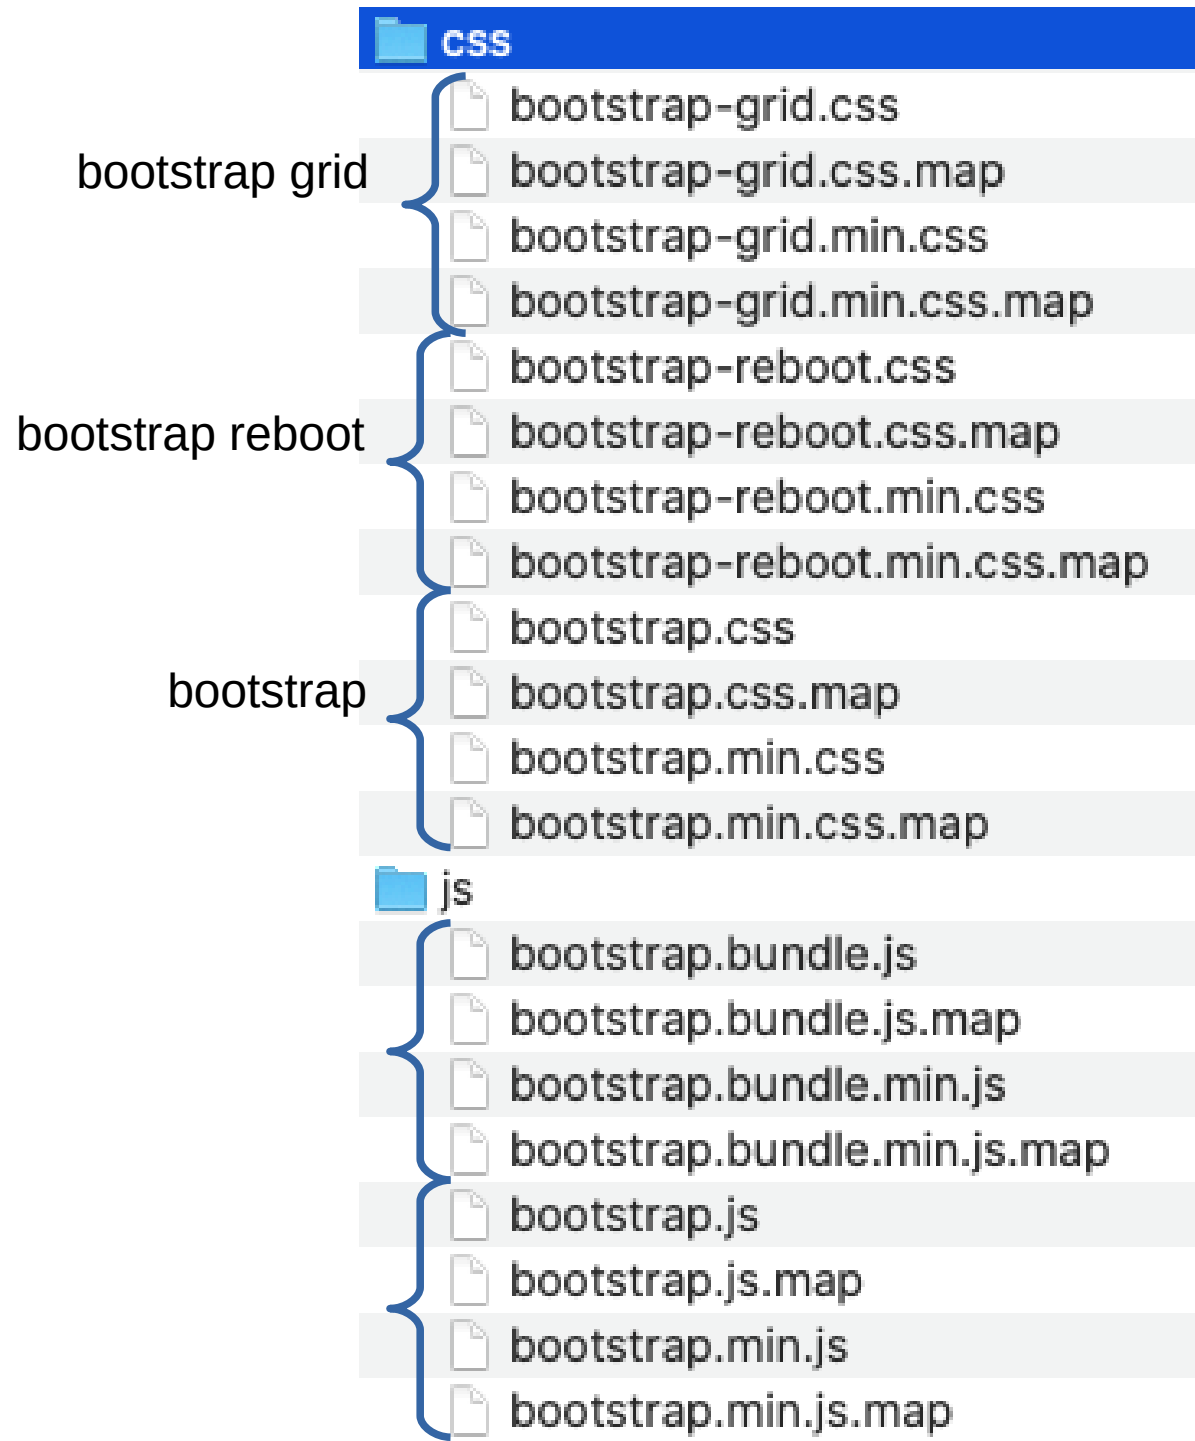 css
bootstrap-grid.css
bootstrap grid
bootstrap-grid.css.map
bootstrap-grid.min.css
bootstrap-grid.min.css.map
bootstrap-reboot.css
bootstrap reboot
bootstrap-reboot.css.map
bootstrap-reboot.min.css
bootstrap-reboot.min.css.map
bootstrap.css
bootstrap
bootstrap.css.map
bootstrap.min.css
bootstrap.min.css.map
js
bootstrap.bundle.js
bootstrap.bundle.js.map
bootstrap.bundle.min.js
bootstrap.bundle.min.js.map
bootstrap.js
bootstrap.js.map
bootstrap.min.js
bootstrap.min.js.map